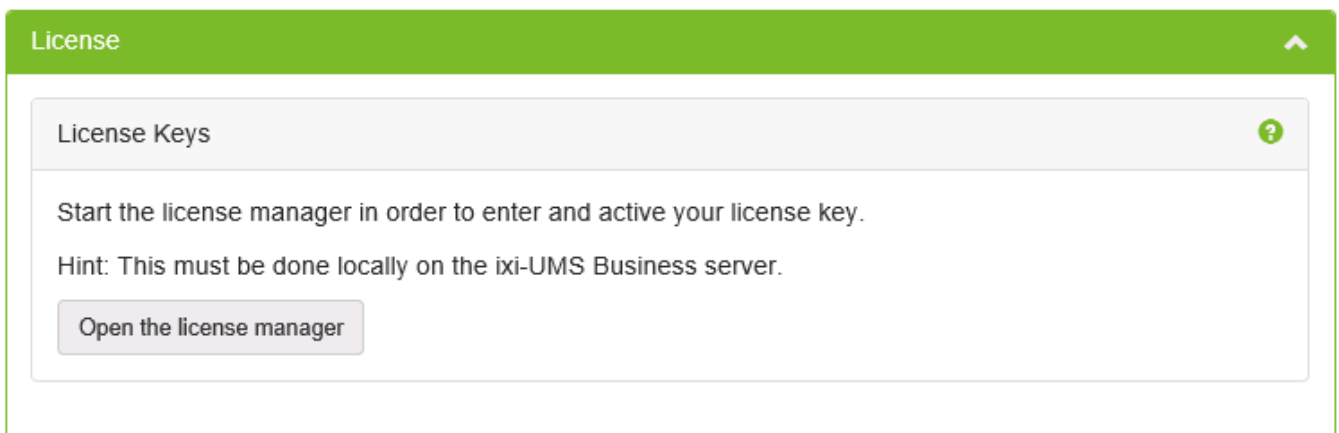 License
License Keys
Start the license manager in order to enter and active your license key.
Hint: This must be done locally on the ixi-UMS Business server.
Open the license manager